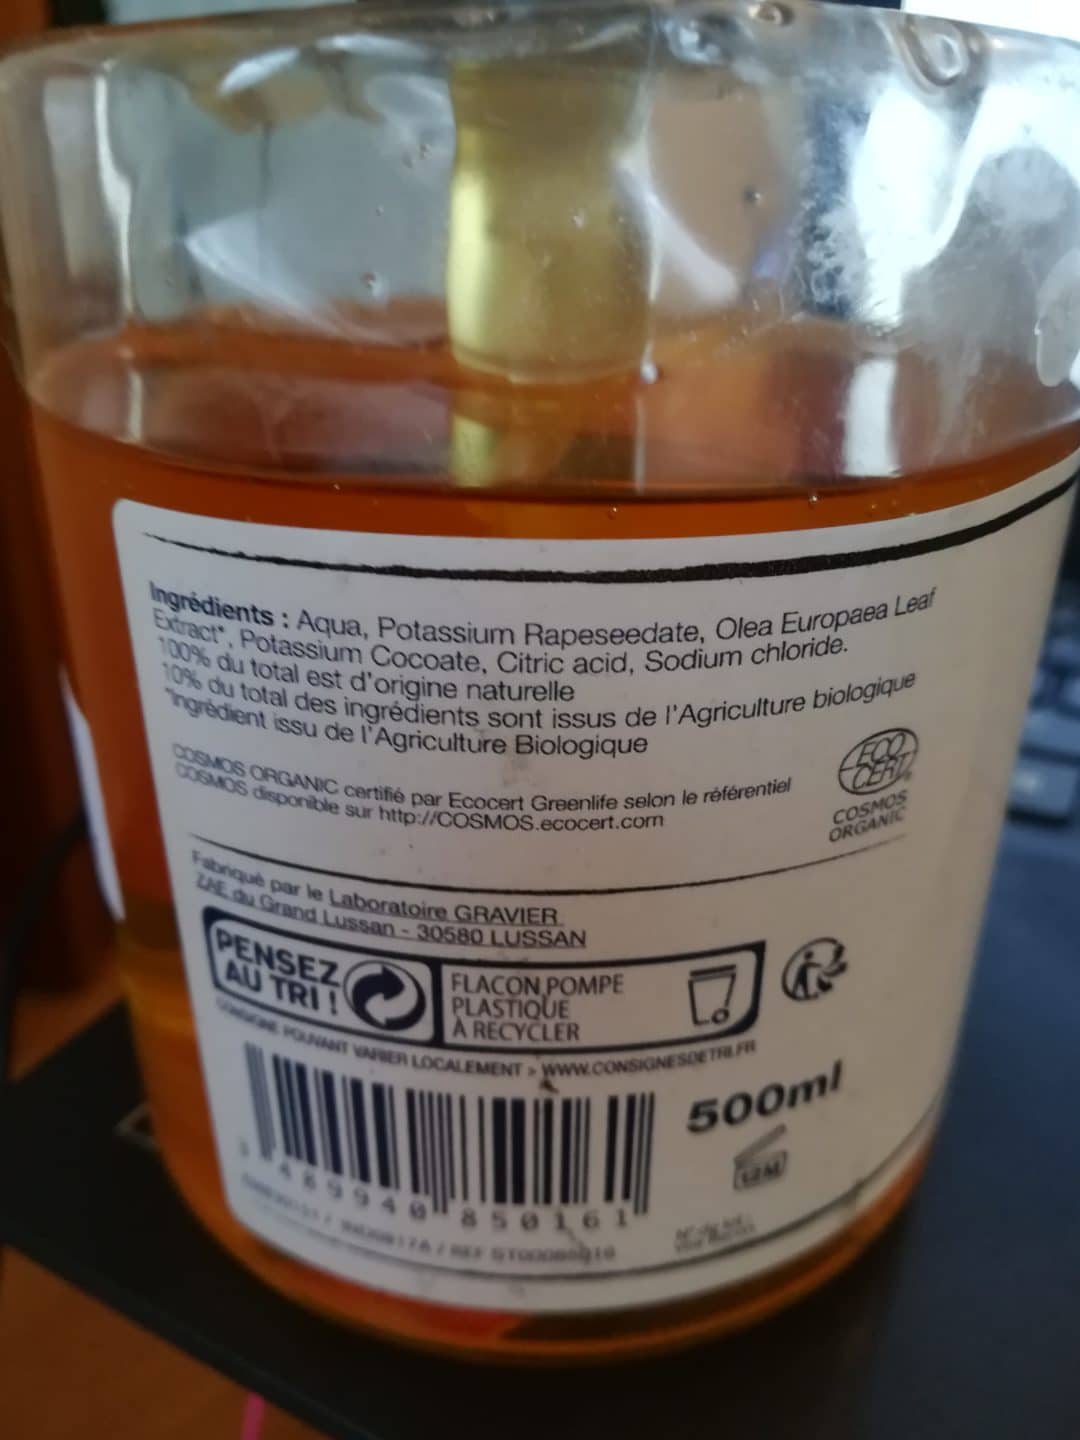 Ingrédients : Aqua, Potassium Rapeseedate, Olea Europaea Leaf
Extract*, Potassium Cocoate, Citric acid, Sodium chloride.
100% du total est d'origine naturelle
10% du total des ingrédients sont issus de l'Agriculture biologique
*Ingrédient issu de l'Agriculture Biologique
COSMOS ORGANIC certifié par Ecocert Greenlife selon le référentiel
COSMOS disponible sur http://COSMOS.ecocert.com
ECO
CERT
COSMOS
ORGANIC
Fabriqué par le Laboratoire GRAVIER
ZAE du Grand Lussan - 30580 LUSSAN
PENSEZ
AU TRI !
FLACON POMPE
PLASTIQUE
À RECYCLER
CONSIGNE POUVANT VARIER LOCALEMENT > WWW.CONSIGNESDETRI.FR
500ml
12M
3 489940 850161